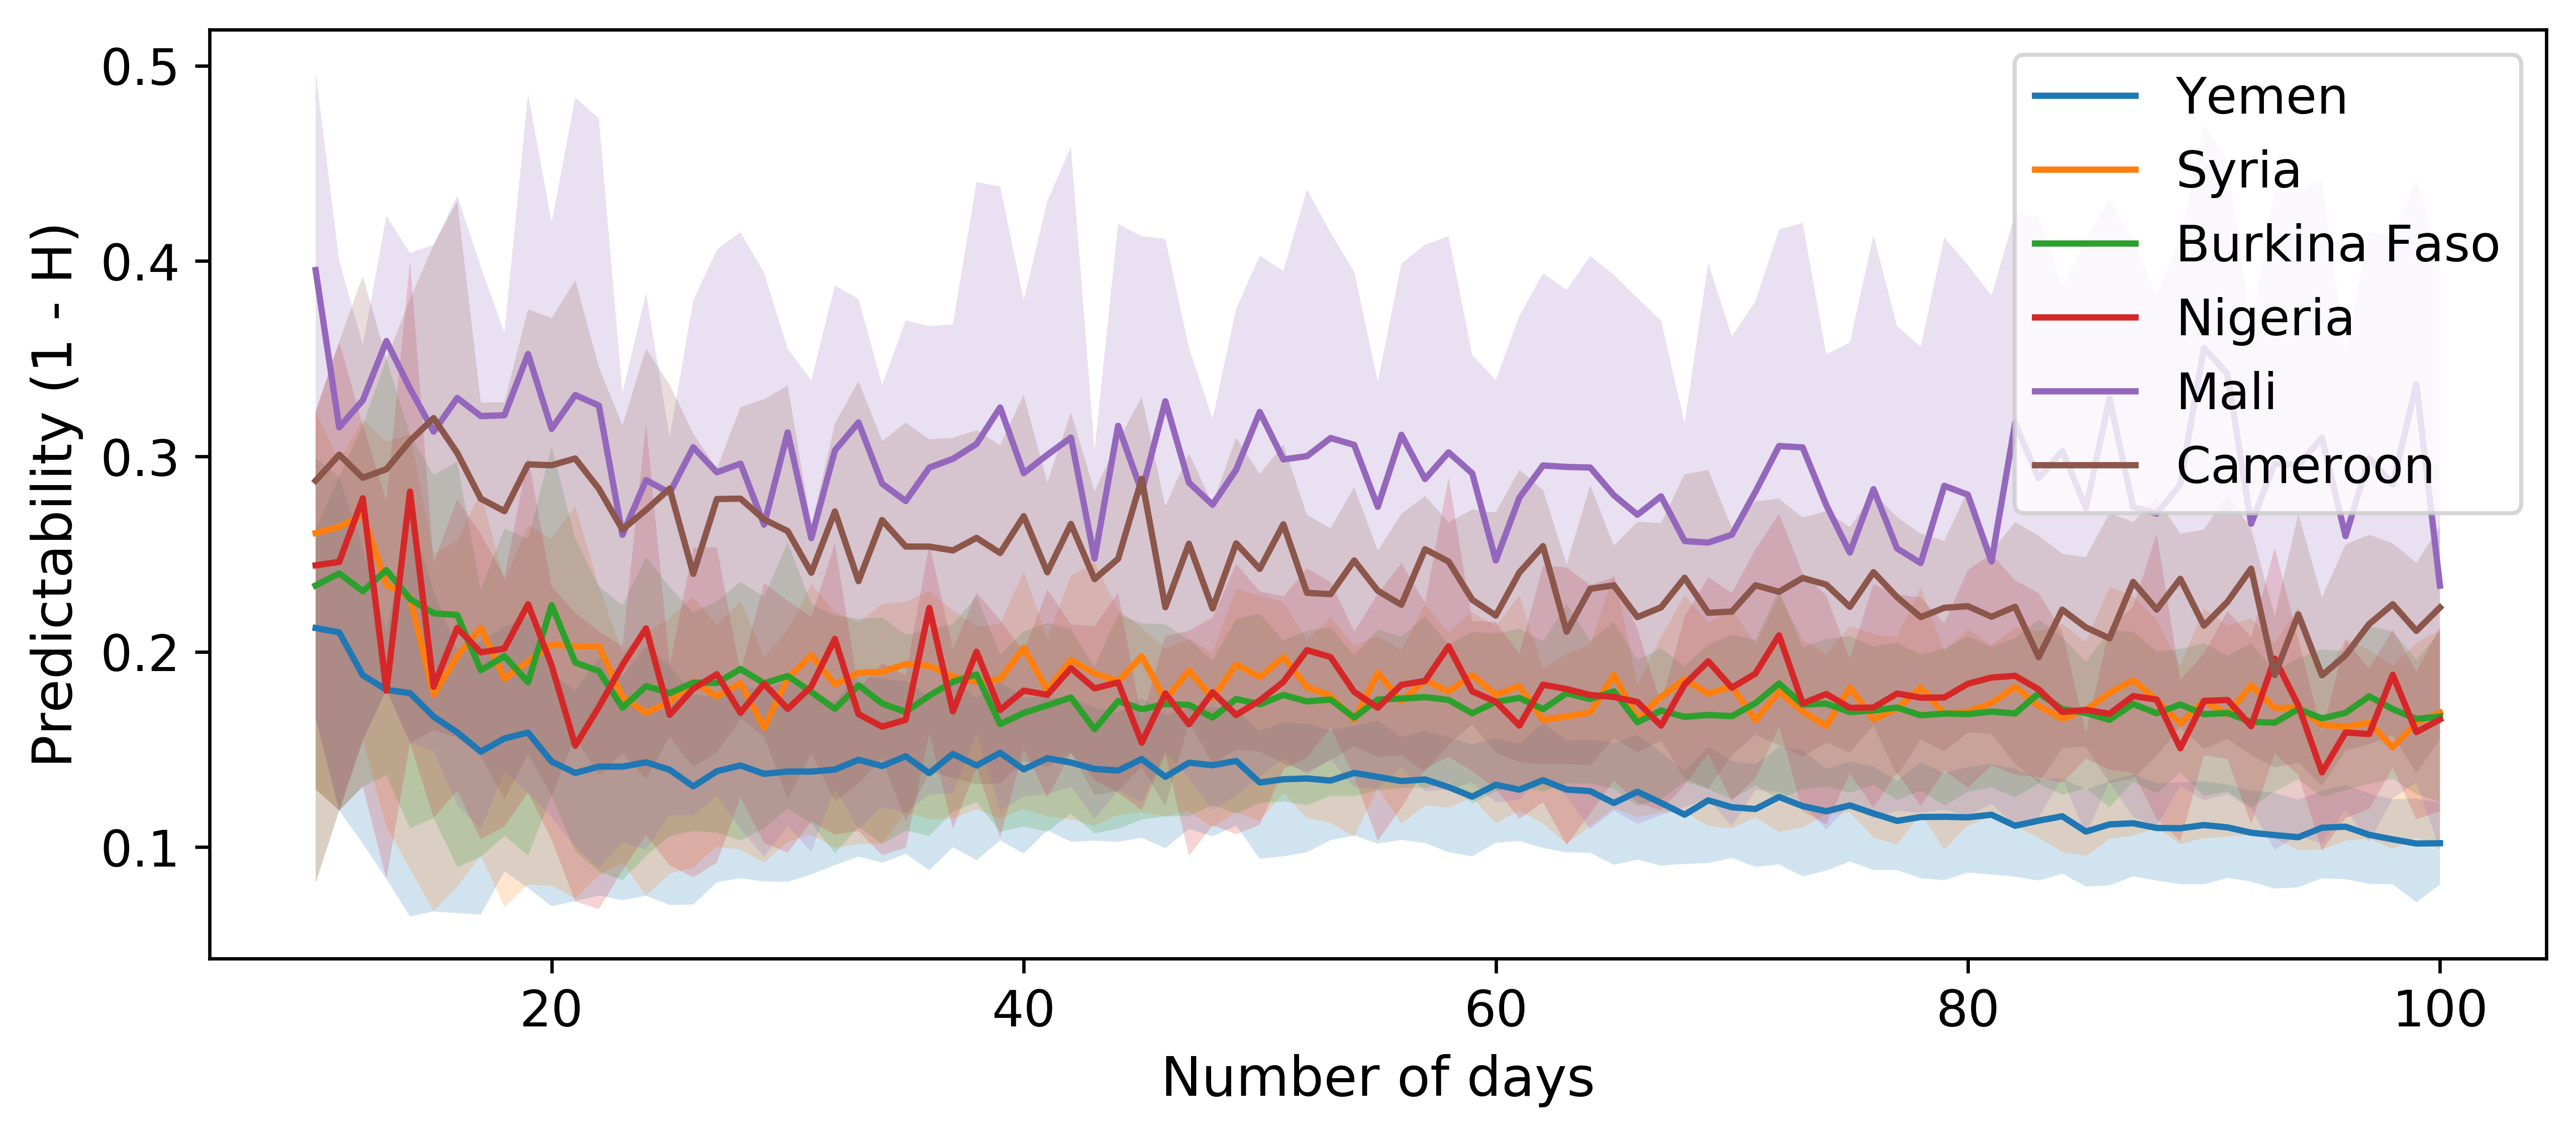 Predictability (1 - H)
0.5
0.4
0.3
0.2
0.1
Yemen
Syria
Burkina Faso
Nigeria
Mali
Cameroon
20 40 60 80 100
Number of days